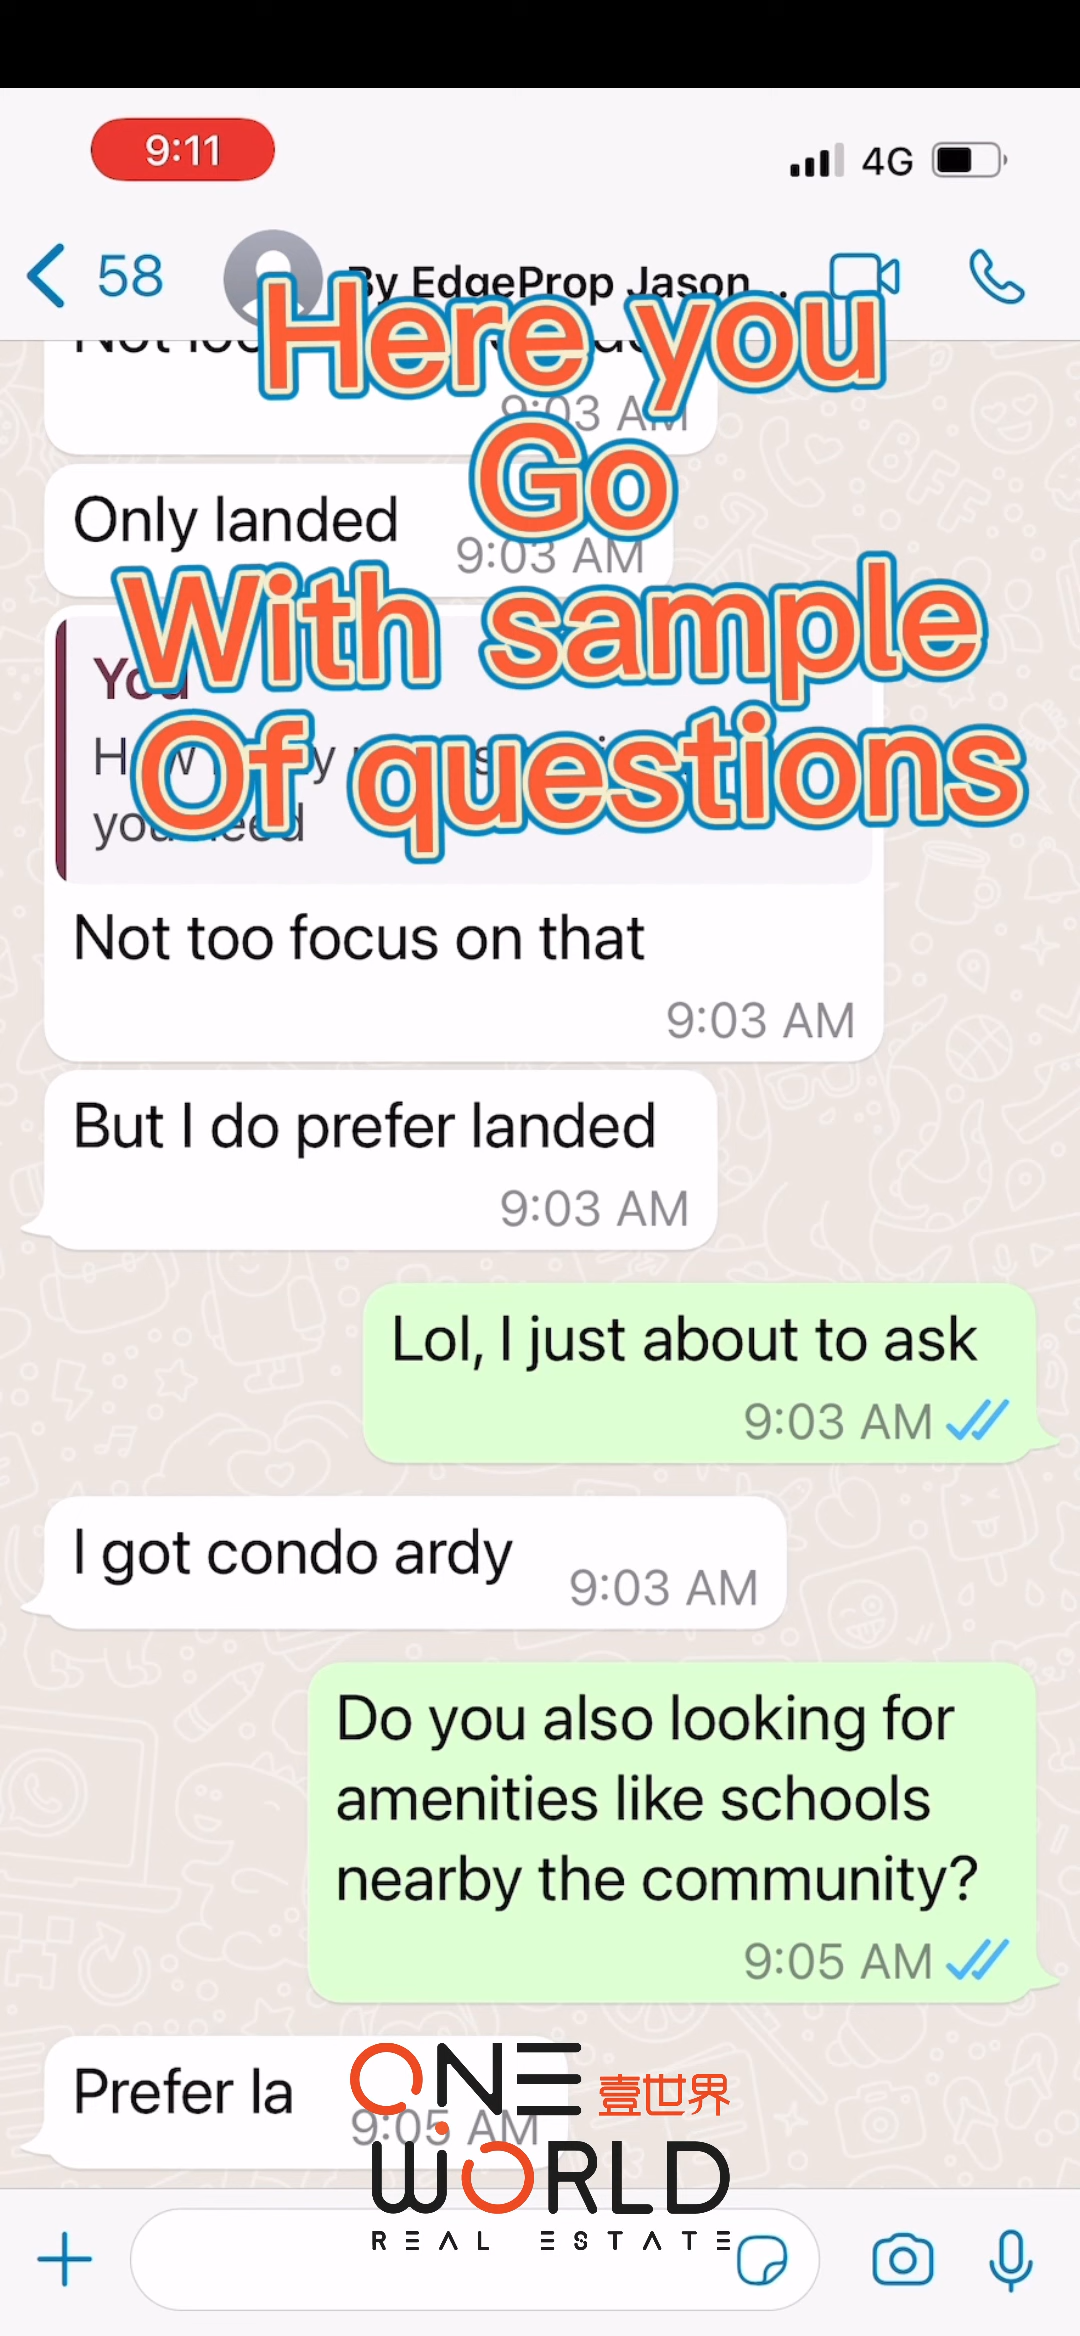 9:11
4G
58
By EdgeProp Jason...
Here you
9:03 AM
Go
Only landed
9:03 AM
With sample
You
Of questions
you need
Not too focus on that
9:03 AM
But I do prefer landed
9:03 AM
Lol, I just about to ask
9:03 AM
I got condo ardy
9:03 AM
Do you also looking for
amenities like schools
nearby the community?
9:05 AM
Prefer la
9:05 AM
ONE 壹世界
WORLD
REAL ESTATE